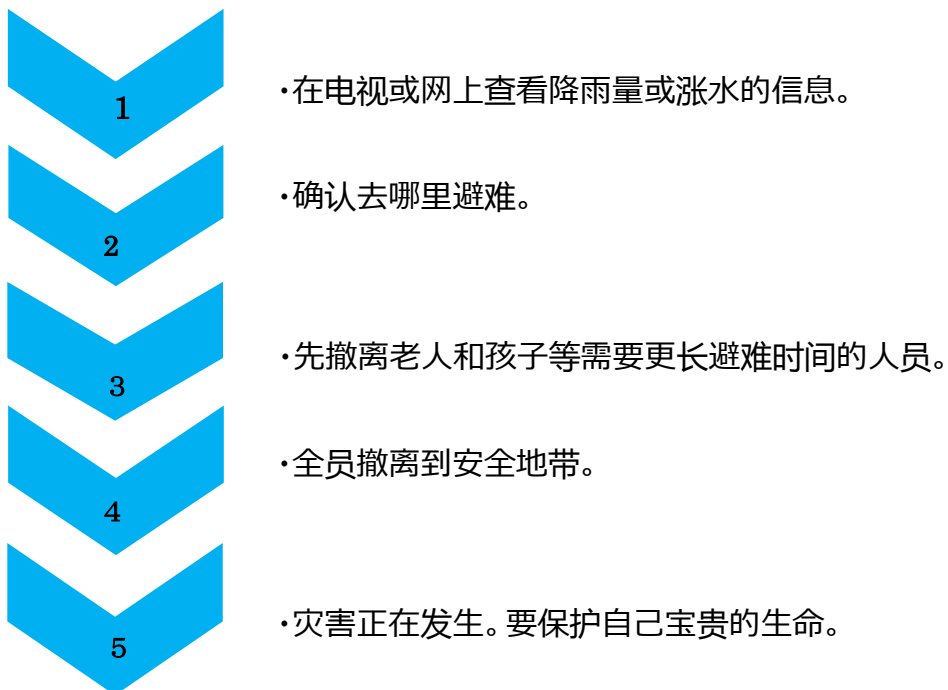 1
·在电视或网上查看降雨量或涨水的信息。
2
·确认去哪里避难。
3
·先撤离老人和孩子等需要更长避难时间的人员。
4
·全员撤离到安全地带。
5
·灾害正在发生。要保护自己宝贵的生命。